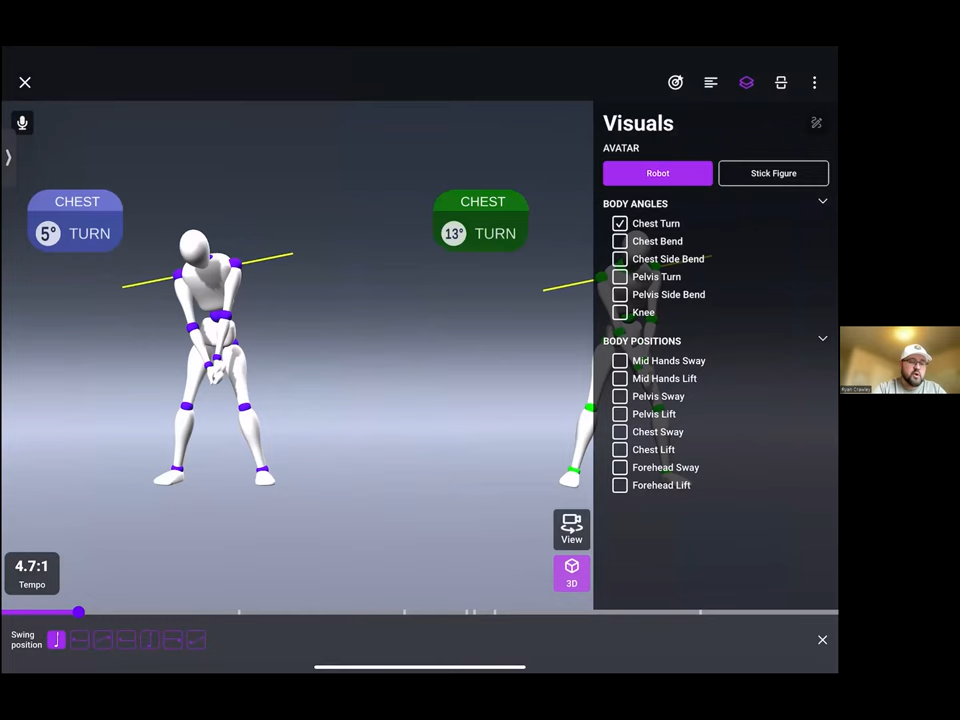 Visuals
AVATAR
Robot
Stick Figure
BODY ANGLES
Chest Turn
Chest Bend
Chest Side Bend
Pelvis Turn
Pelvis Side Bend
Knee
BODY POSITIONS
Mid Hands Sway
Mid Hands Lift
Pelvis Sway
Pelvis Lift
Chest Sway
Chest Lift
Forehead Sway
Forehead Lift
CHEST
5° TURN
CHEST
13° TURN
View
3D
4.7:1
Tempo
Swing
position
Ryan Crawley